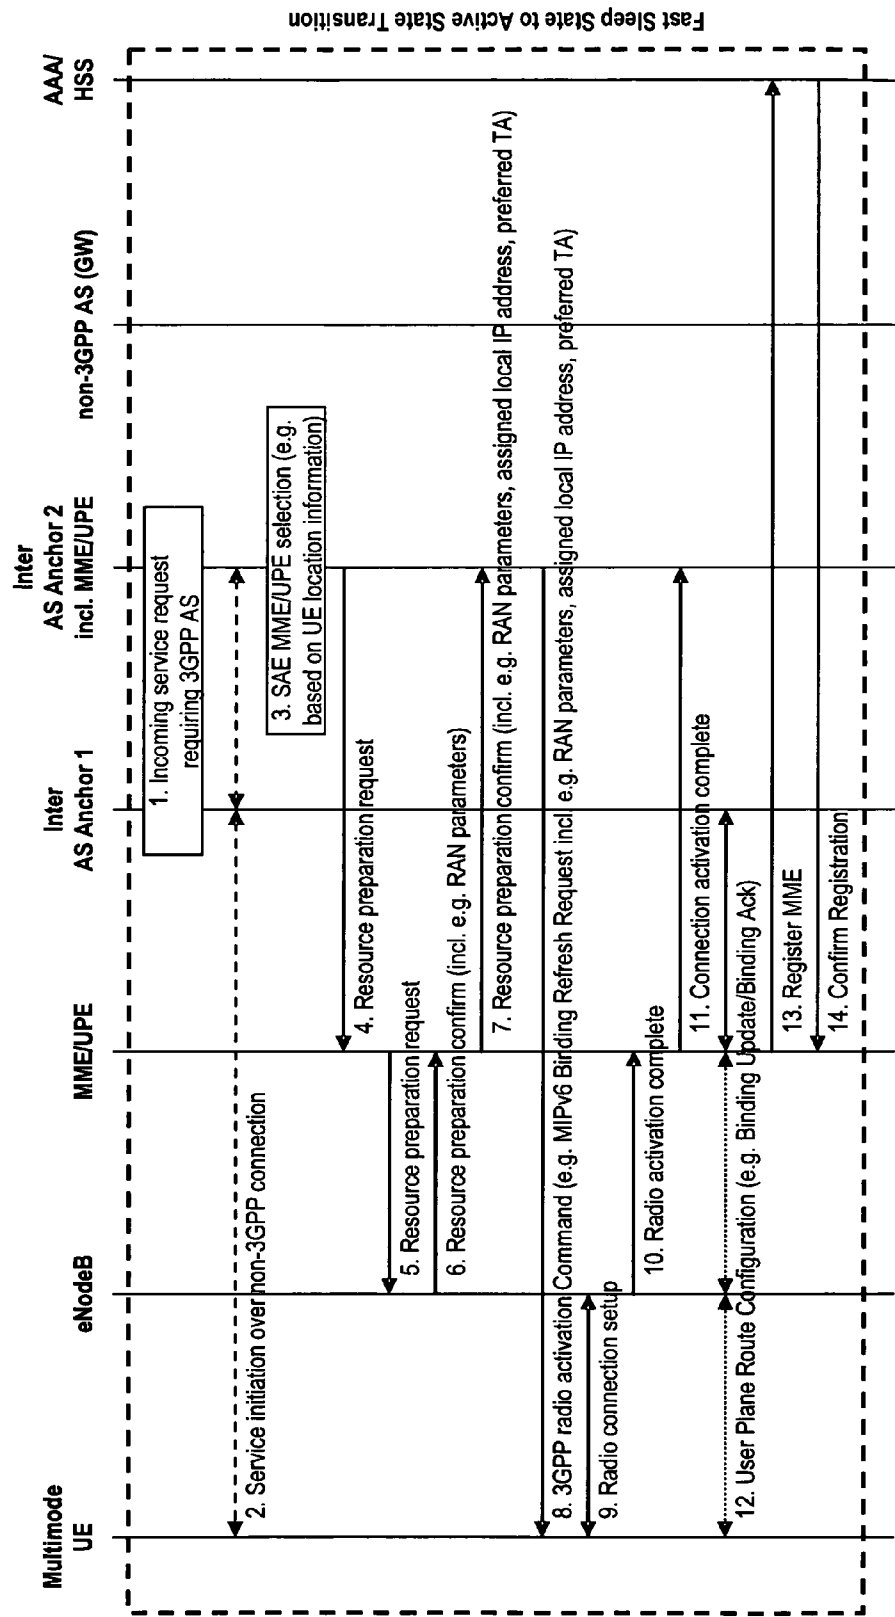 Multimode
UE
eNodeB
MME/UPE
Inter
AS Anchor 1
Inter
AS Anchor 2
incl. MME/UPE
non-3GPP AS (GW)
AAA/
HSS
1. Incoming service request
requiring 3GPP AS
2. Service initiation over non-3GPP connection
3. SAE MME/UPE selection (e.g.
based on UE location information)
4. Resource preparation request
5. Resource preparation request
6. Resource preparation confirm (incl. e.g. RAN parameters)
7. Resource preparation confirm (incl. e.g. RAN parameters, assigned local IP address, preferred TA)
8. 3GPP radio activation Command (e.g. MIPv6 Binding Refresh Request incl. e.g. RAN parameters, assigned local IP address, preferred TA)
9. Radio connection setup
10. Radio activation complete
11. Connection activation complete
12. User Plane Route Configuration (e.g. Binding Update/Binding Ack)
13. Register MME
14. Confirm Registration
Fast Sleep State to Active State Transition